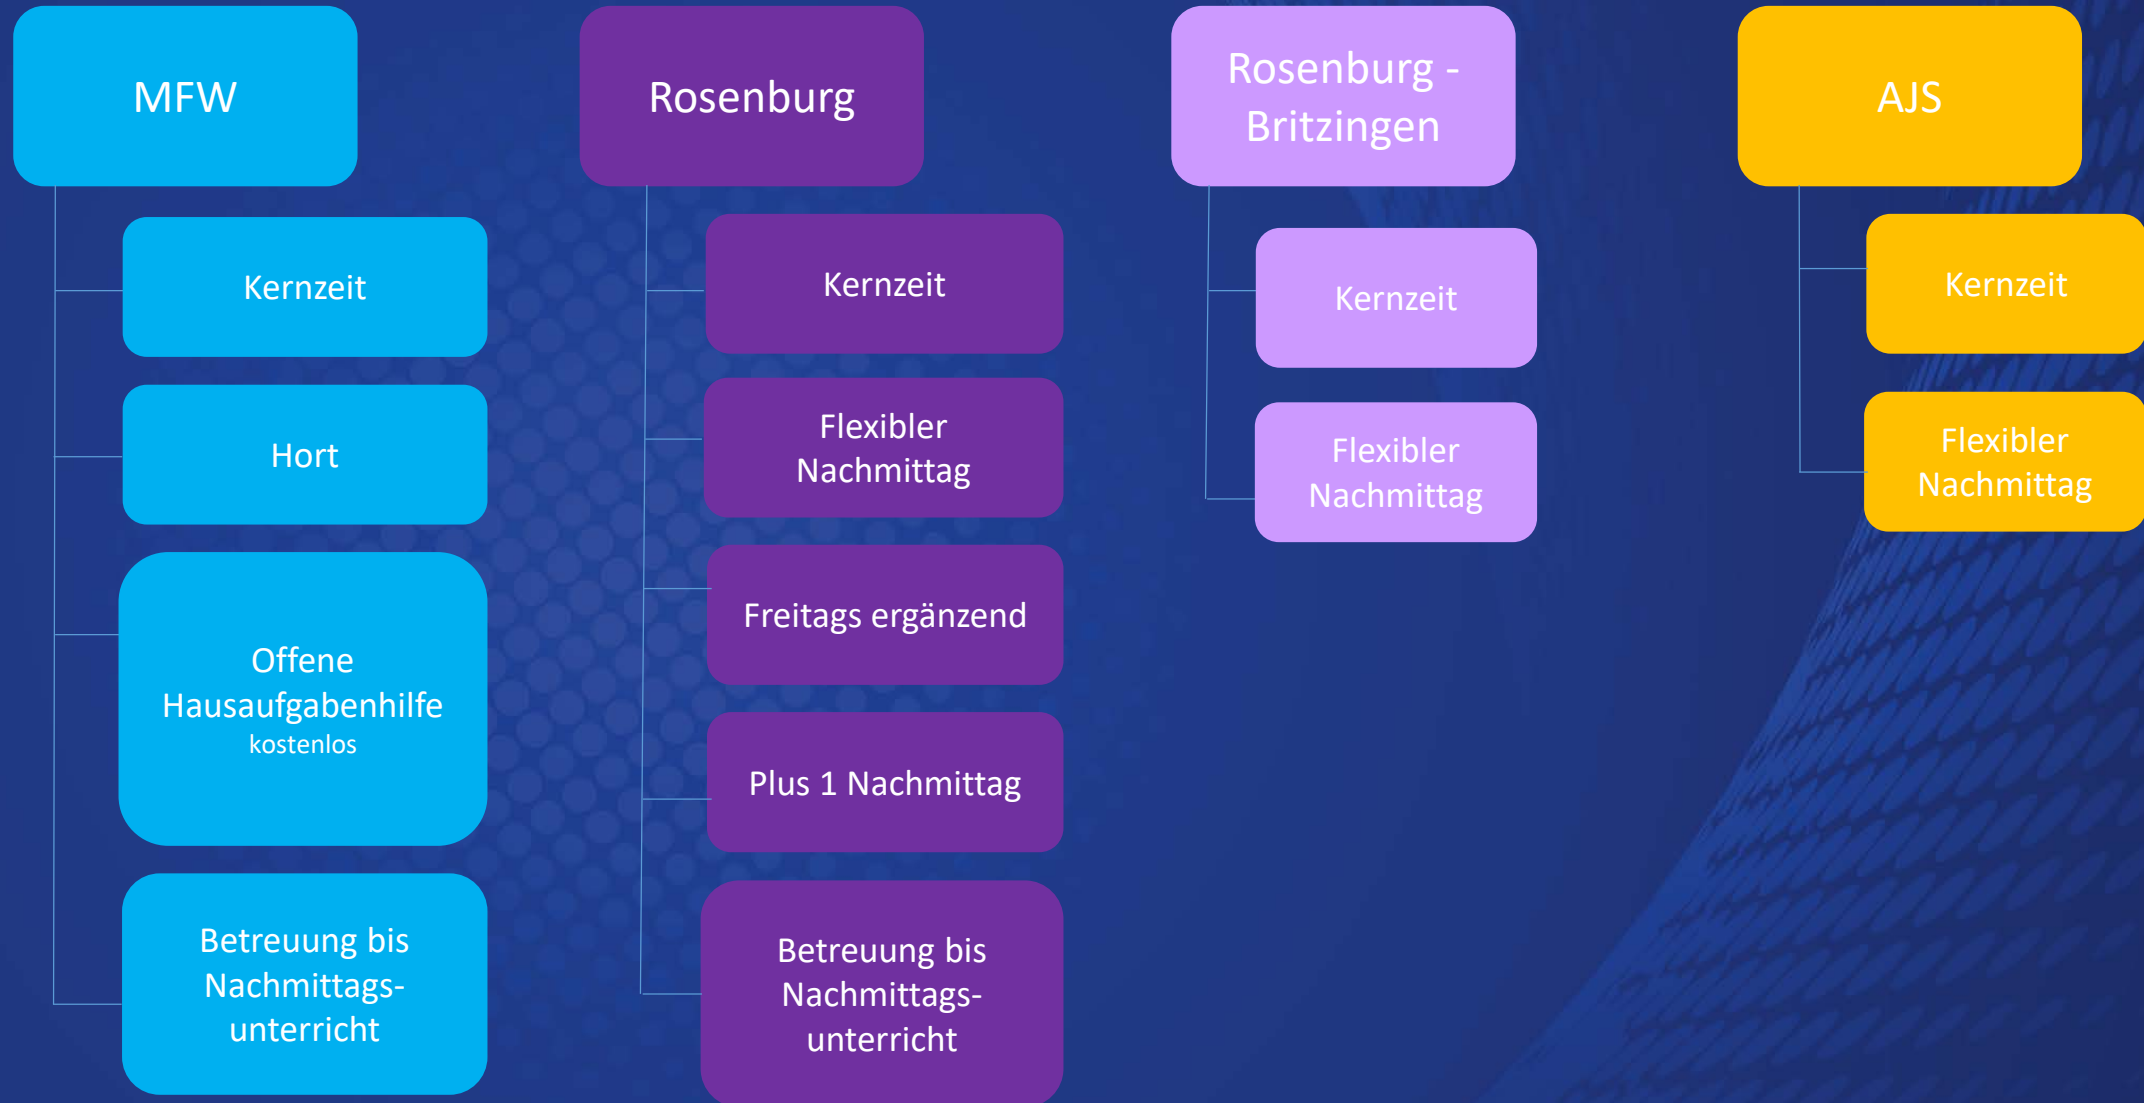 MFW
Kernzeit
Hort
Offene
Hausaufgabenhilfe
kostenlos
Betreuung bis
Nachmittags-
unterricht
Rosenburg
Kernzeit
Flexibler
Nachmittag
Freitags ergänzend
Plus 1 Nachmittag
Betreuung bis
Nachmittags-
unterricht
Rosenburg -
Britzingen
Kernzeit
Flexibler
Nachmittag
AJS
Kernzeit
Flexibler
Nachmittag